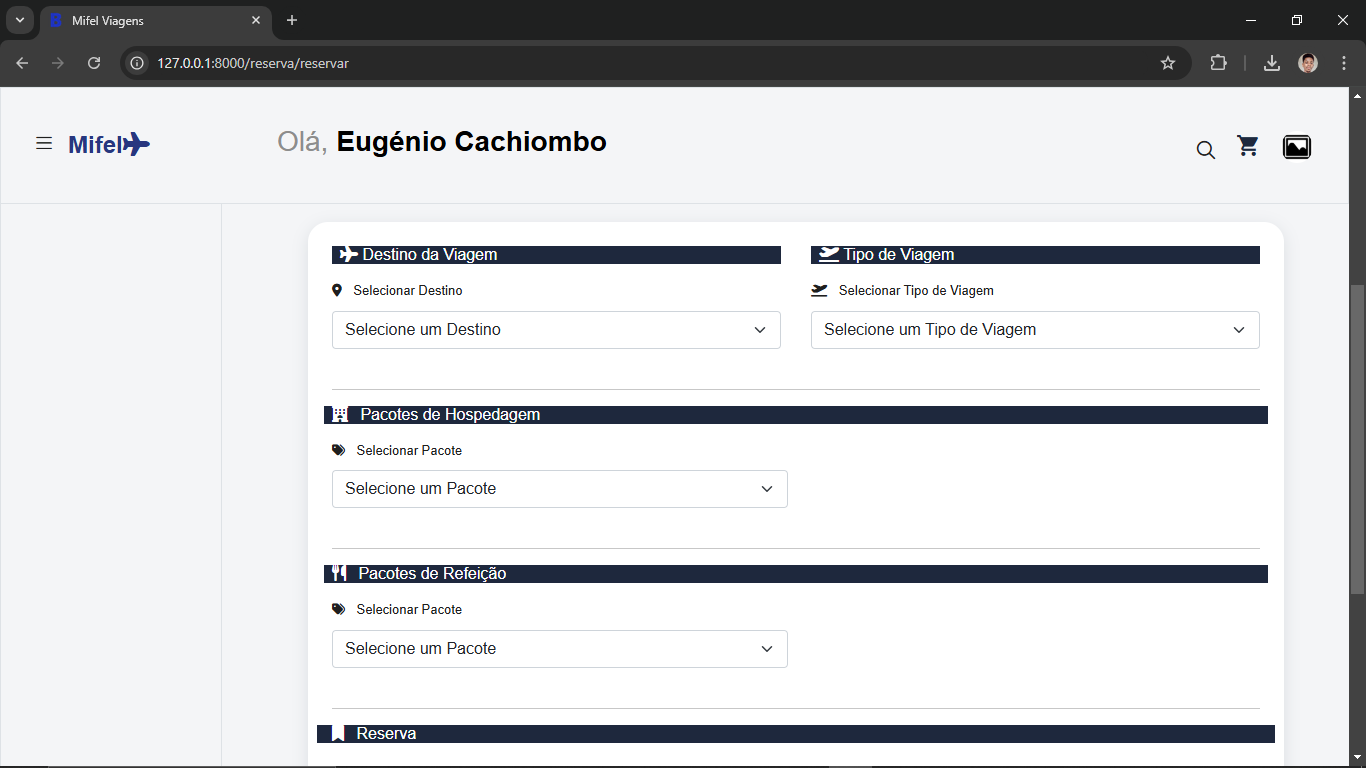 Mifel Viagens
127.0.0.1:8000/reserva/reservar
Mifel
Olá, Eugénio Cachiombo
Destino da Viagem
Tipo de Viagem
Selecionar Destino
Selecionar Tipo de Viagem
Selecione um Destino
Selecione um Tipo de Viagem
Pacotes de Hospedagem
Selecionar Pacote
Selecione um Pacote
Pacotes de Refeição
Selecionar Pacote
Selecione um Pacote
Reserva